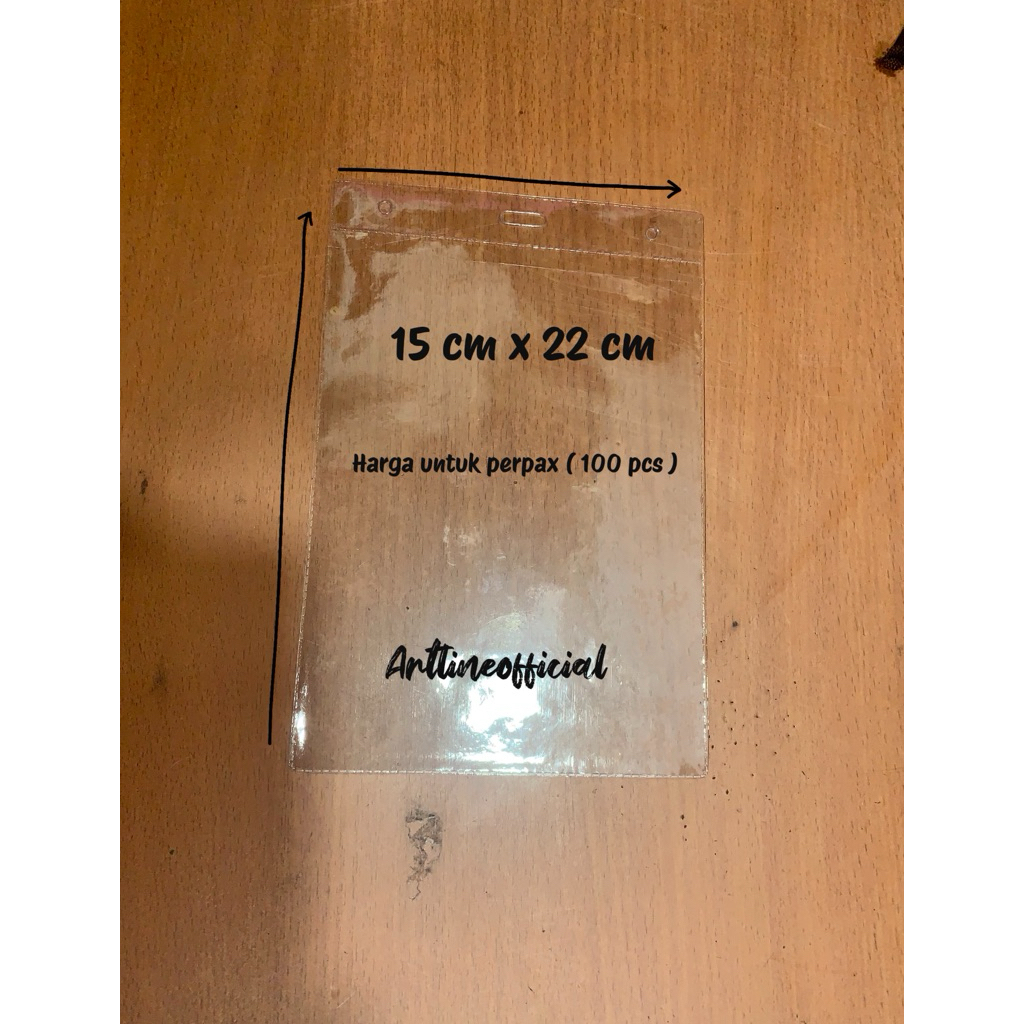 15 cm x 22 cm
Harga untuk perpax ( 100 pcs )
Arttineofficial